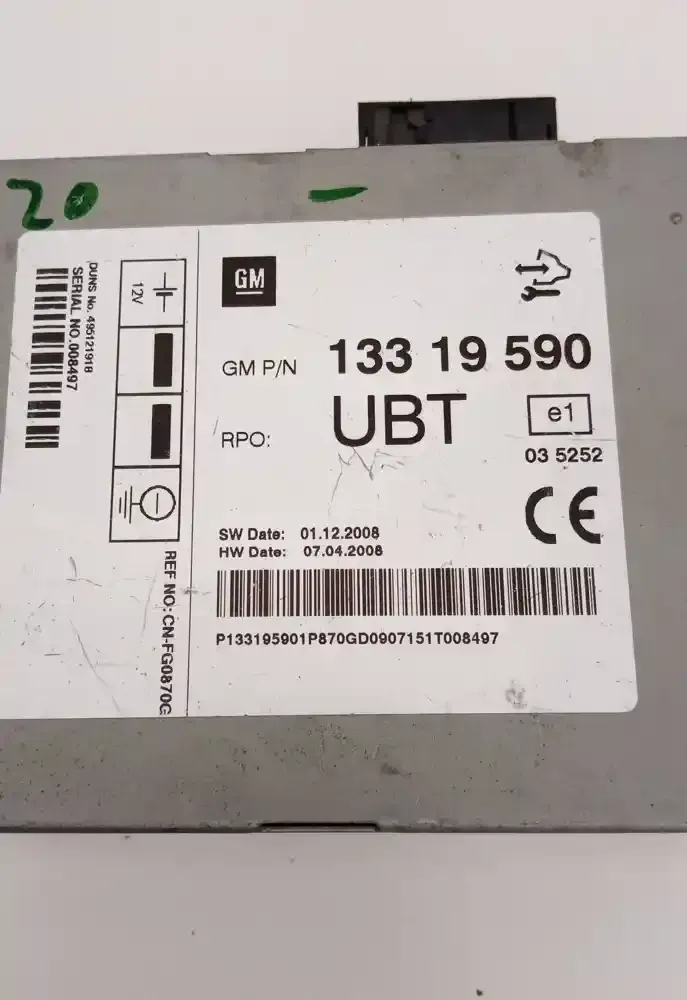 20 -
GM
GM P/N 133 19 590
RPO: UBT
e1
03 5252
CE
SW Date: 01.12.2008
HW Date: 07.04.2008
P133195901P870GD0907151T008497
12V
DUNS No. 495121918
SERIAL NO.008497
REF NO: CN-FG0870G